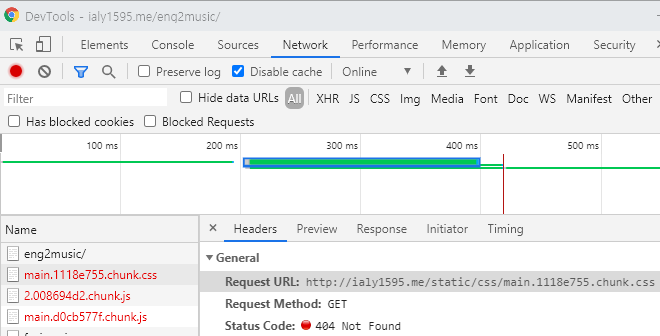 DevTools - ialy1595.me/enq2music/
Elements Console Sources Network Performance Memory Application Security
Preserve log Disable cache Online
Filter Hide data URLs All XHR JS CSS Img Media Font Doc WS Manifest Other
Has blocked cookies Blocked Requests
100 ms 200 ms 300 ms 400 ms 500 ms
Name Headers Preview Response Initiator Timing
eng2music/
General
main.1118e755.chunk.css
Request URL: http://ialy1595.me/static/css/main.1118e755.chunk.css
2.008694d2.chunk.js
Request Method: GET
main.d0cb577f.chunk.js
Status Code: 404 Not Found